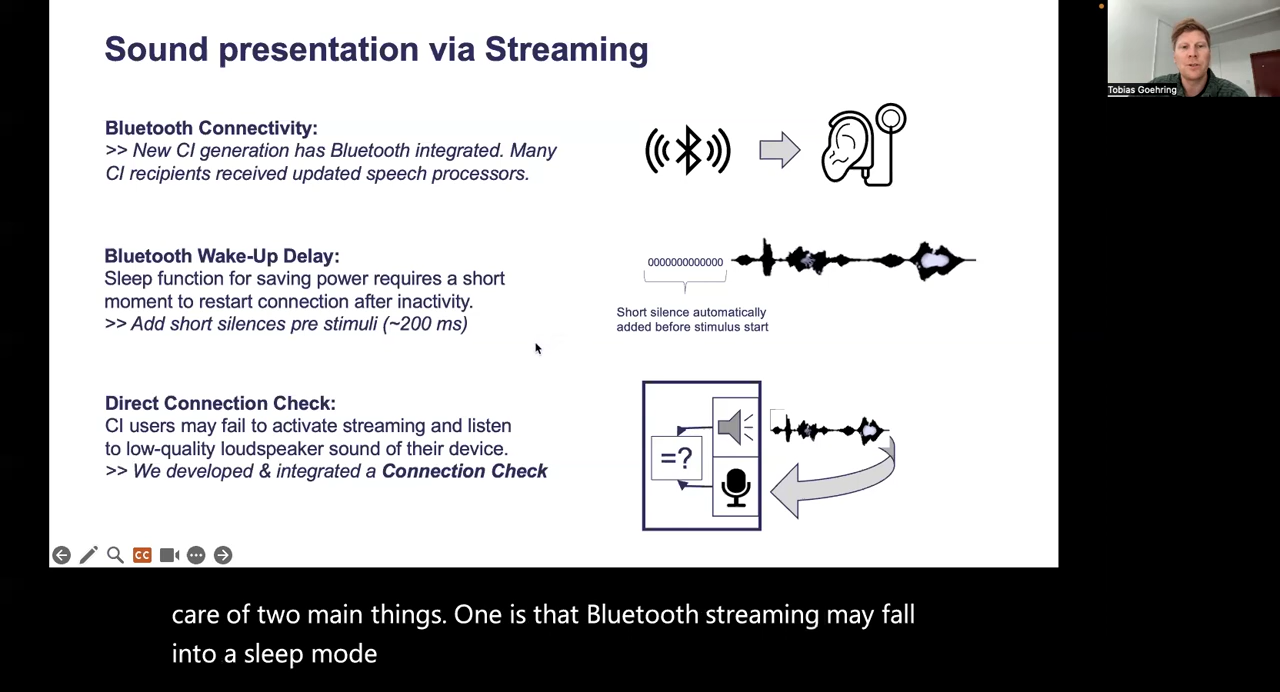 Sound presentation via Streaming
Tobias Goehring
Bluetooth Connectivity:
>> New CI generation has Bluetooth integrated. Many
CI recipients received updated speech processors.
Bluetooth Wake-Up Delay:
Sleep function for saving power requires a short
moment to restart connection after inactivity.
>> Add short silences pre stimuli (~200 ms)
0000000000000
Short silence automatically
added before stimulus start
Direct Connection Check:
CI users may fail to activate streaming and listen
to low-quality loudspeaker sound of their device.
>> We developed & integrated a Connection Check
=?
CC
care of two main things. One is that Bluetooth streaming may fall
into a sleep mode